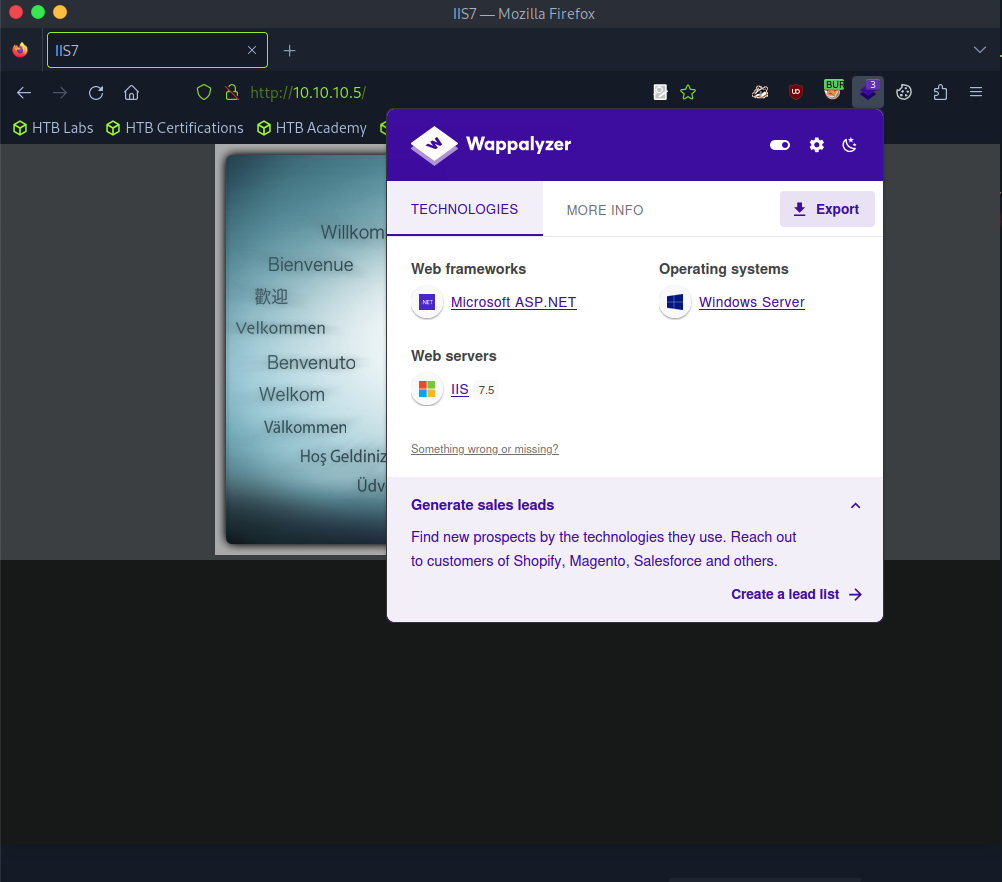 IIS7 — Mozilla Firefox
IIS7
http://10.10.10.5/
BUR
3
HTB Labs HTB Certifications HTB Academy
Wappalyzer
TECHNOLOGIES MORE INFO Export
Web frameworks Operating systems
.NET Microsoft ASP.NET Windows Server
Web servers
IIS 7.5
Something wrong or missing?
Generate sales leads
Find new prospects by the technologies they use. Reach out
to customers of Shopify, Magento, Salesforce and others.
Create a lead list
Willkom
Bienvenue
歡迎
Velkommen
Benvenuto
Welkom
Välkommen
Hoş Geldiniz
Üdv